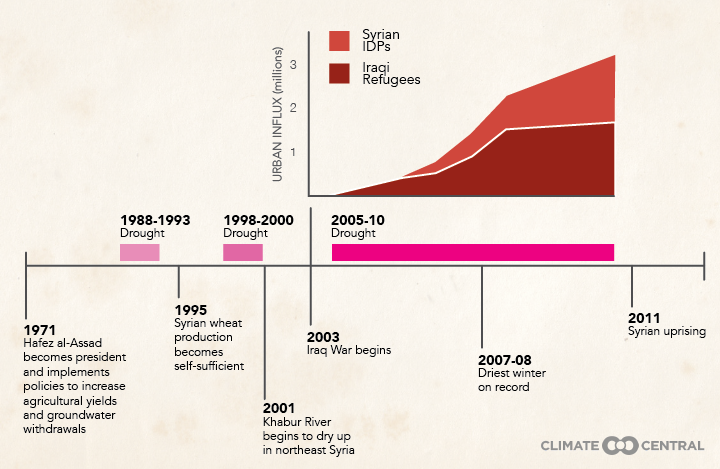 Syrian
IDPs
Iraqi
Refugees
URBAN INFLUX (millions)
3
2
1
1988-1993
Drought
1998-2000
Drought
2005-10
Drought
1971
Hafez al-Assad
becomes president
and implements
policies to increase
agricultural yields
and groundwater
withdrawals
1995
Syrian wheat
production
becomes
self-sufficient
2001
Khabur River
begins to dry up
in northeast Syria
2003
Iraq War begins
2007-08
Driest winter
on record
2011
Syrian uprising
CLIMATE CENTRAL